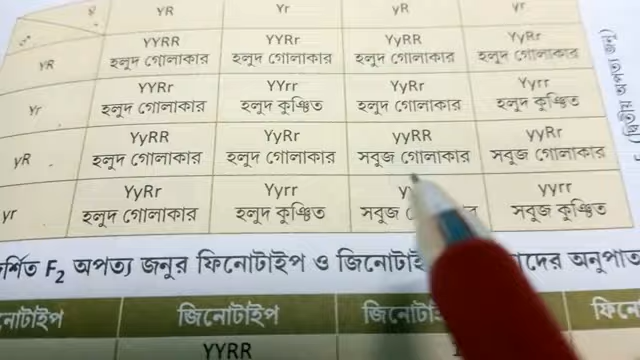 YR Yr yR yr
YR YYRR YYRr YyRR YyRr
হলুদ গোলাকার হলুদ গোলাকার হলুদ গোলাকার হলুদ গোলাকার
Yr YYRr YYrr YyRr Yyrr
হলুদ গোলাকার হলুদ কুঞ্চিত হলুদ গোলাকার হলুদ কুঞ্চিত
yR YyRR YyRr yyRR yyRr
হলুদ গোলাকার হলুদ গোলাকার সবুজ গোলাকার সবুজ গোলাকার
yr YyRr Yyrr yyrr
হলুদ গোলাকার হলুদ কুঞ্চিত সবুজ সবুজ কুঞ্চিত
F2 অপত্য জনুর ফিনোটাইপ ও অনুপাত
জিনোটাইপ
YYRR